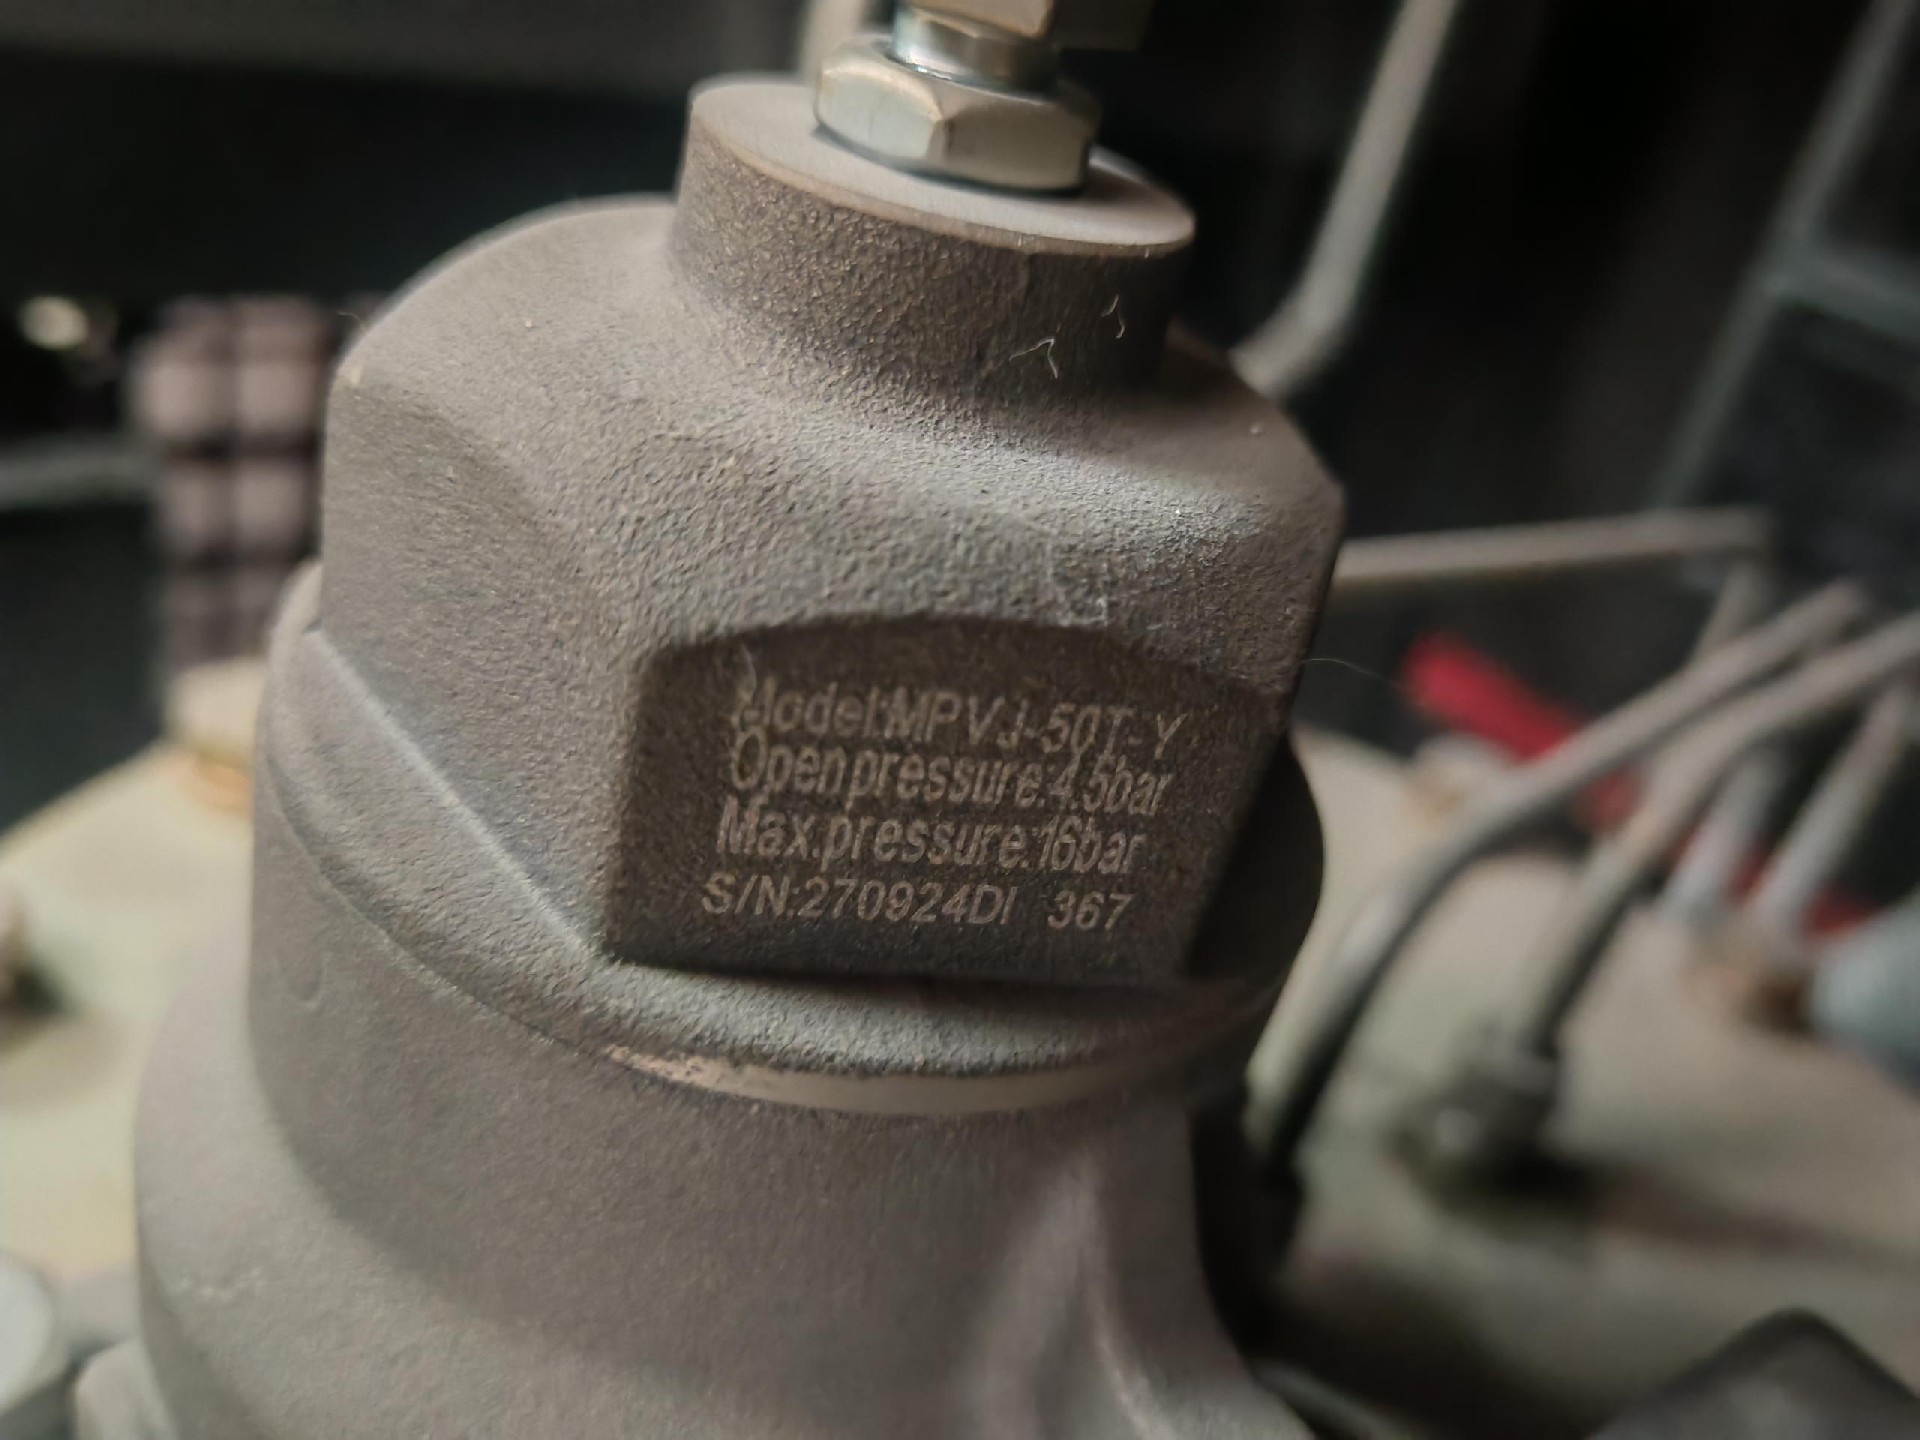 Model:MPVJ-50T-Y
Open pressure:4.5bar
Max.pressure:16bar
S/N:270924DI 367